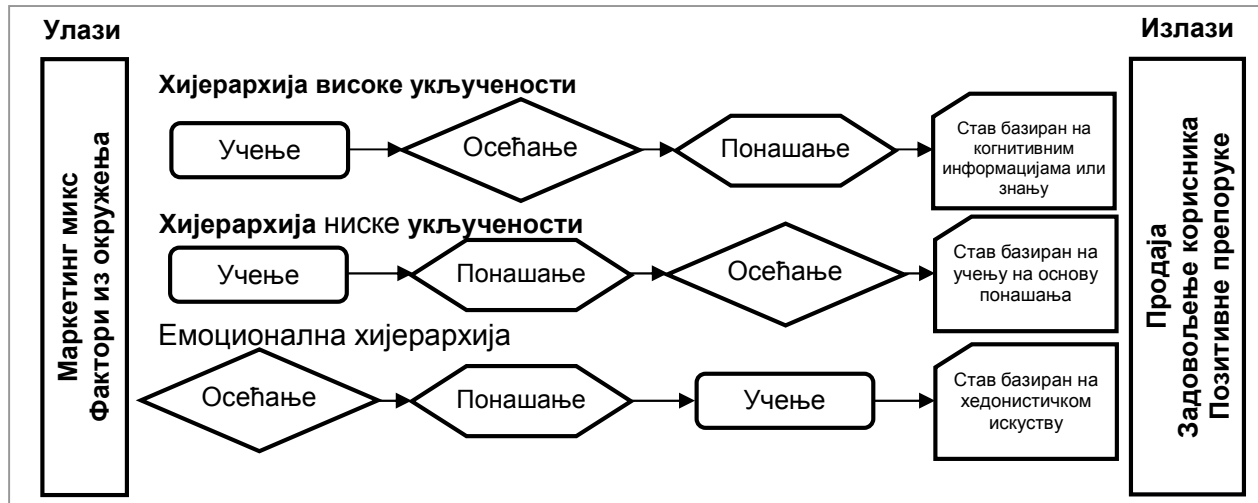 Улази
Излази
Маркетинг микс
Фактори из окружења
Хијерархија високе укључености
Учење
Осећање
Понашање
Став базиран на
когнитивним
информацијама или
знању
Хијерархија ниске укључености
Учење
Понашање
Осећање
Став базиран на
учењу на основу
понашања
Емоционална хијерархија
Осећање
Понашање
Учење
Став базиран на
хедонистичком
искуству
Продаја
Задовољење корисника
Позитивне препоруке